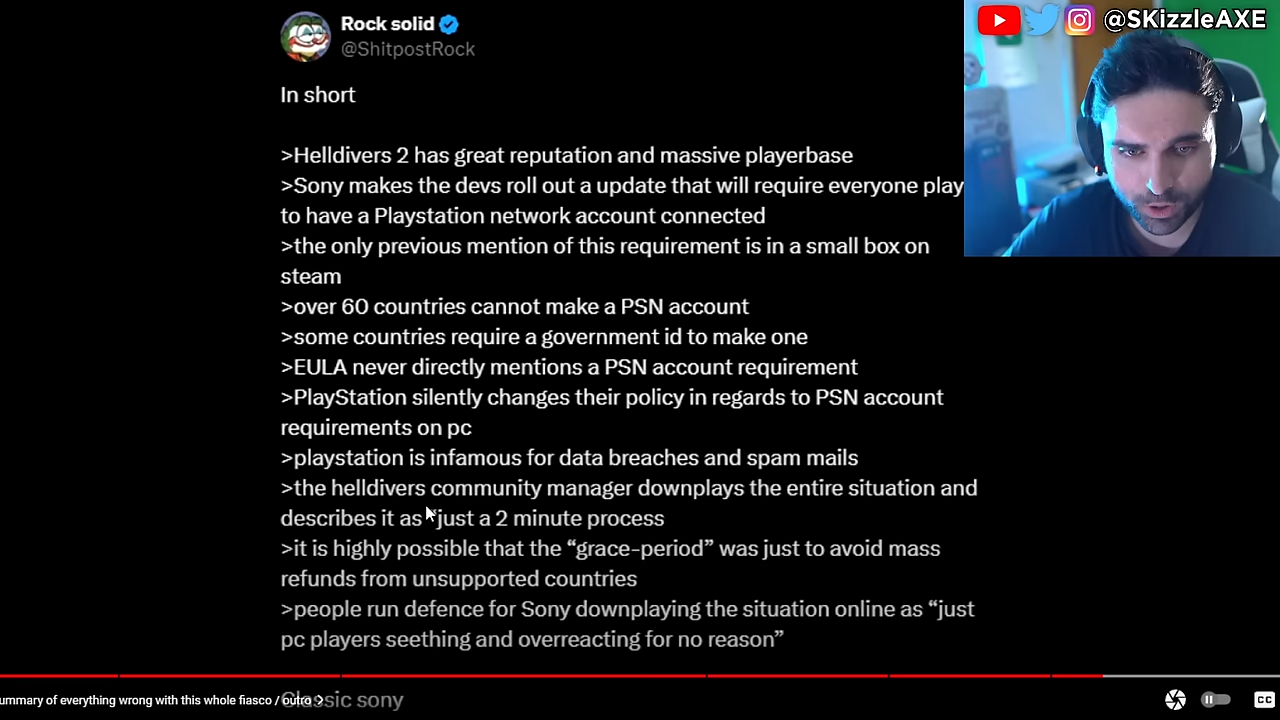 Rock solid
@ShitpostRock
@SKizzleAXE
In short
>Helldivers 2 has great reputation and massive playerbase
>Sony makes the devs roll out a update that will require everyone play
to have a Playstation network account connected
>the only previous mention of this requirement is in a small box on
steam
>over 60 countries cannot make a PSN account
>some countries require a government id to make one
>EULA never directly mentions a PSN account requirement
>PlayStation silently changes their policy in regards to PSN account
requirements on pc
>playstation is infamous for data breaches and spam mails
>the helldivers community manager downplays the entire situation and
describes it as “just a 2 minute process
>it is highly possible that the “grace-period” was just to avoid mass
refunds from unsupported countries
>people run defence for Sony downplaying the situation online as “just
pc players seething and overreacting for no reason”
Classic sony
ummary of everything wrong with this whole fiasco / outro >
CC